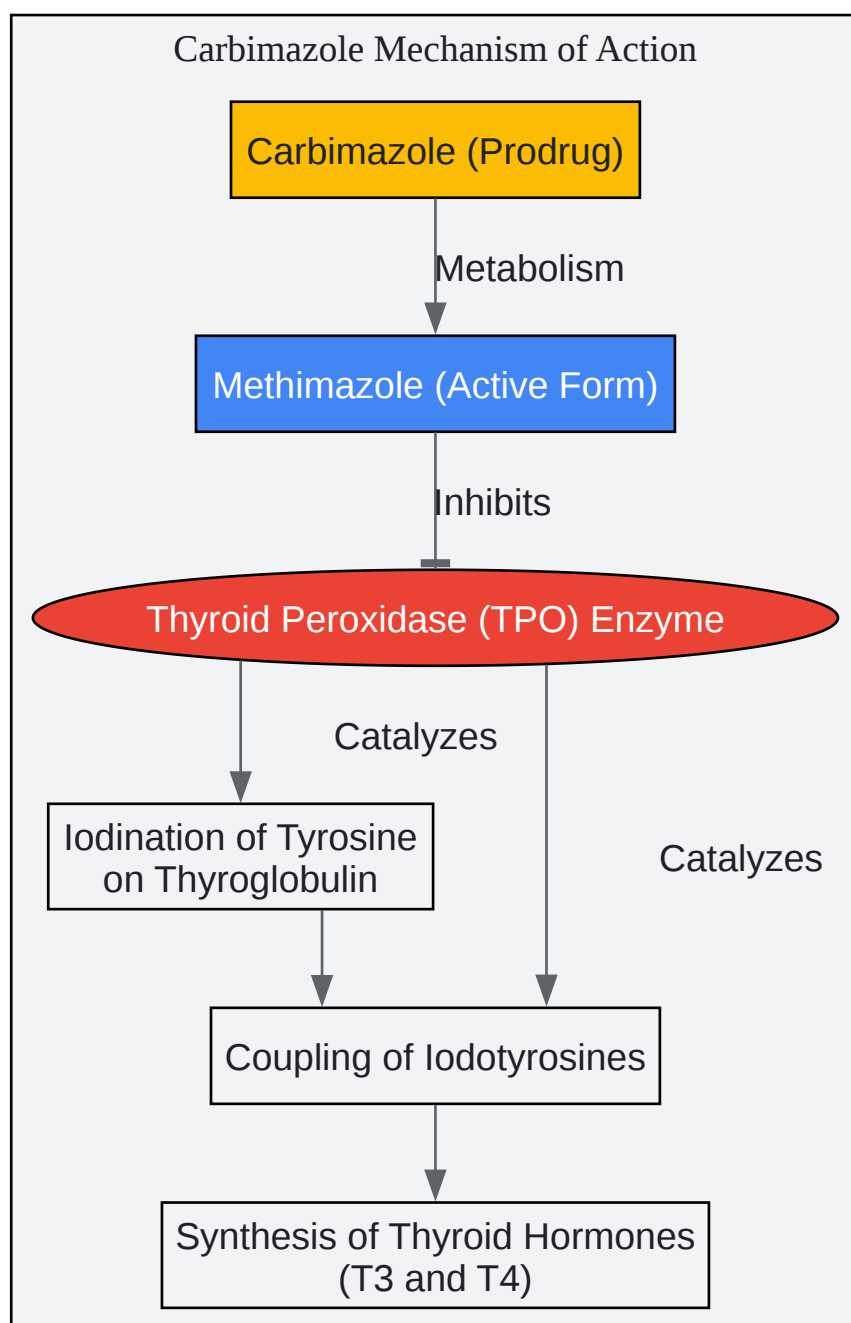 Carbimazole Mechanism of Action
Carbimazole (Prodrug)
Metabolism
Methimazole (Active Form)
Inhibits
Thyroid Peroxidase (TPO) Enzyme
Catalyzes
Iodination of Tyrosine
on Thyroglobulin
Catalyzes
Coupling of Iodotyrosines
Synthesis of Thyroid Hormones
(T3 and T4)